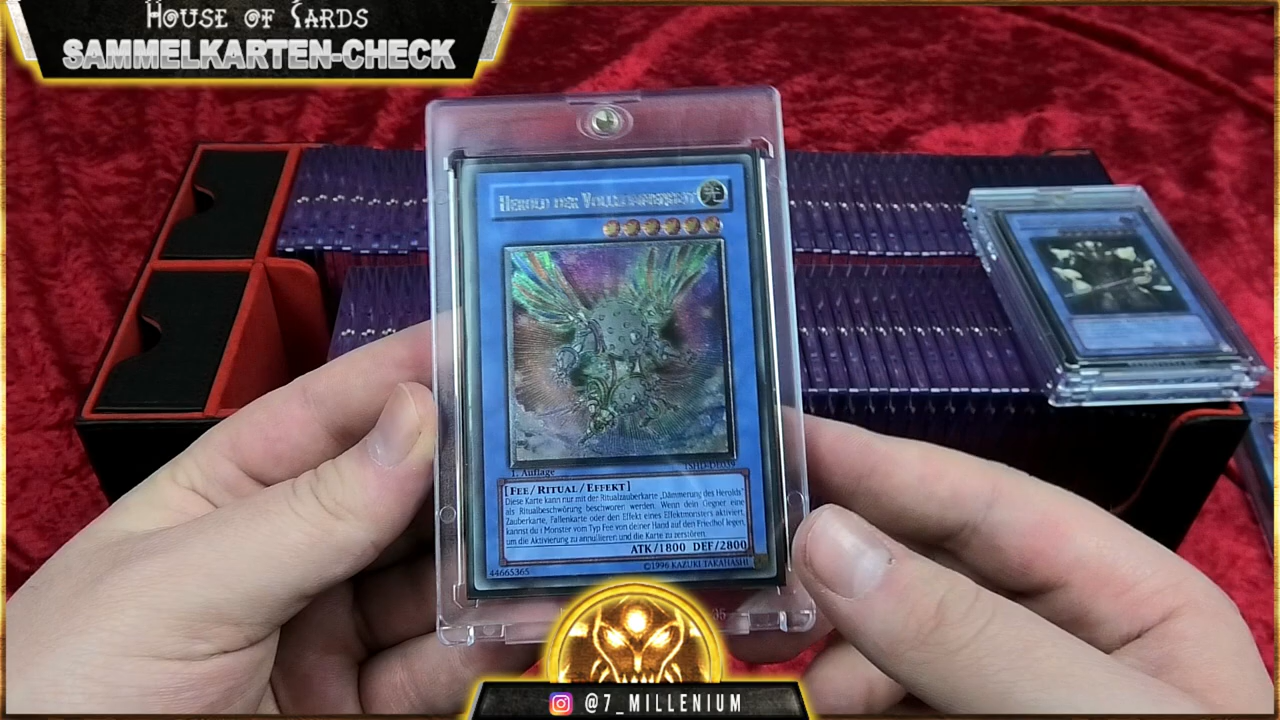 House of Cards
SAMMELKARTEN-CHECK
Herold der Vollkommenheit
1. Auflage
TSHD-DE039
[FEE/RITUAL/EFFEKT]
Diese Karte kann nur mit der Ritualzauberkarte „Dämmerung des Herolds"
als Ritualbeschwörung beschworen werden. Wenn dein Gegner eine
Zauberkarte, Fallenkarte oder den Effekt eines Effektmonsters aktiviert,
kannst du 1 Monster vom Typ Fee von deiner Hand auf den Friedhof legen,
um die Aktivierung zu annullieren und die Karte zu zerstören.
ATK/1800 DEF/2800
44665365
©1996 KAZUKI TAKAHASHI
@7_MILLENIUM